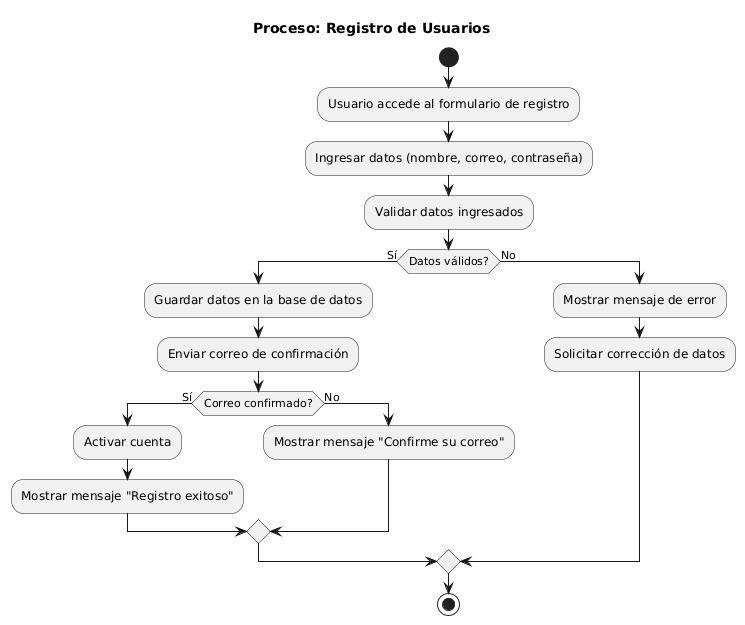 Proceso: Registro de Usuarios
Usuario accede al formulario de registro
Ingresar datos (nombre, correo, contraseña)
Validar datos ingresados
Sí
Datos válidos?
No
Guardar datos en la base de datos
Mostrar mensaje de error
Enviar correo de confirmación
Solicitar corrección de datos
Sí
Correo confirmado?
No
Activar cuenta
Mostrar mensaje "Confirme su correo"
Mostrar mensaje "Registro exitoso"